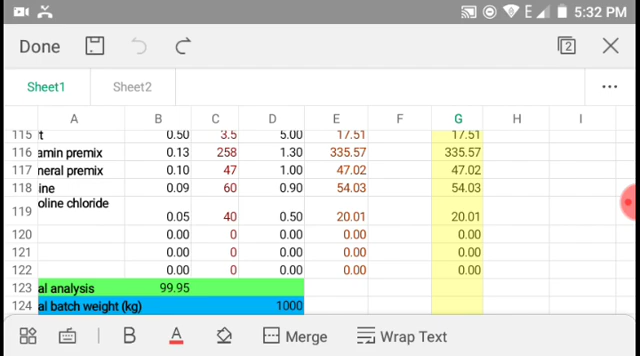 E 5:32 PM
Done 2
Sheet1 Sheet2
A B C D E F G H I
115 t 0.50 3.5 5.00 17.51 17.51
116 amin premix 0.13 258 1.30 335.57 335.57
117 neral premix 0.10 47 1.00 47.02 47.02
118 ine 0.09 60 0.90 54.03 54.03
oline chloride
119 0.05 40 0.50 20.01 20.01
120 0.00 0 0.00 0.00 0.00
121 0.00 0 0.00 0.00 0.00
122 0.00 0 0.00 0.00 0.00
123 al analysis 99.95
124 al batch weight (kg) 1000
B A Merge Wrap Text